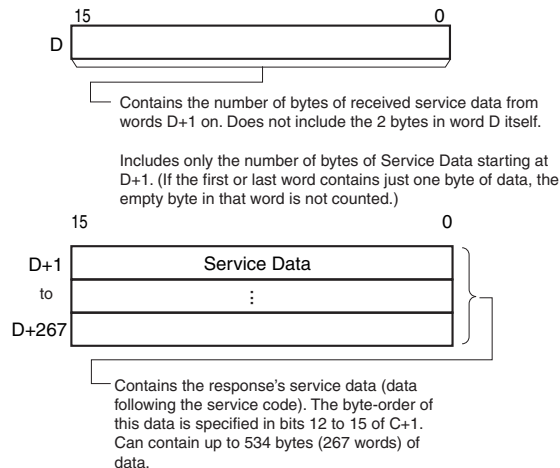 15 0
D
Contains the number of bytes of received service data from
words D+1 on. Does not include the 2 bytes in word D itself.
Includes only the number of bytes of Service Data starting at
D+1. (If the first or last word contains just one byte of data, the
empty byte in that word is not counted.)
15 0
D+1 Service Data
to ⋮
D+267
Contains the response's service data (data
following the service code). The byte-order of
this data is specified in bits 12 to 15 of C+1.
Can contain up to 534 bytes (267 words) of
data.